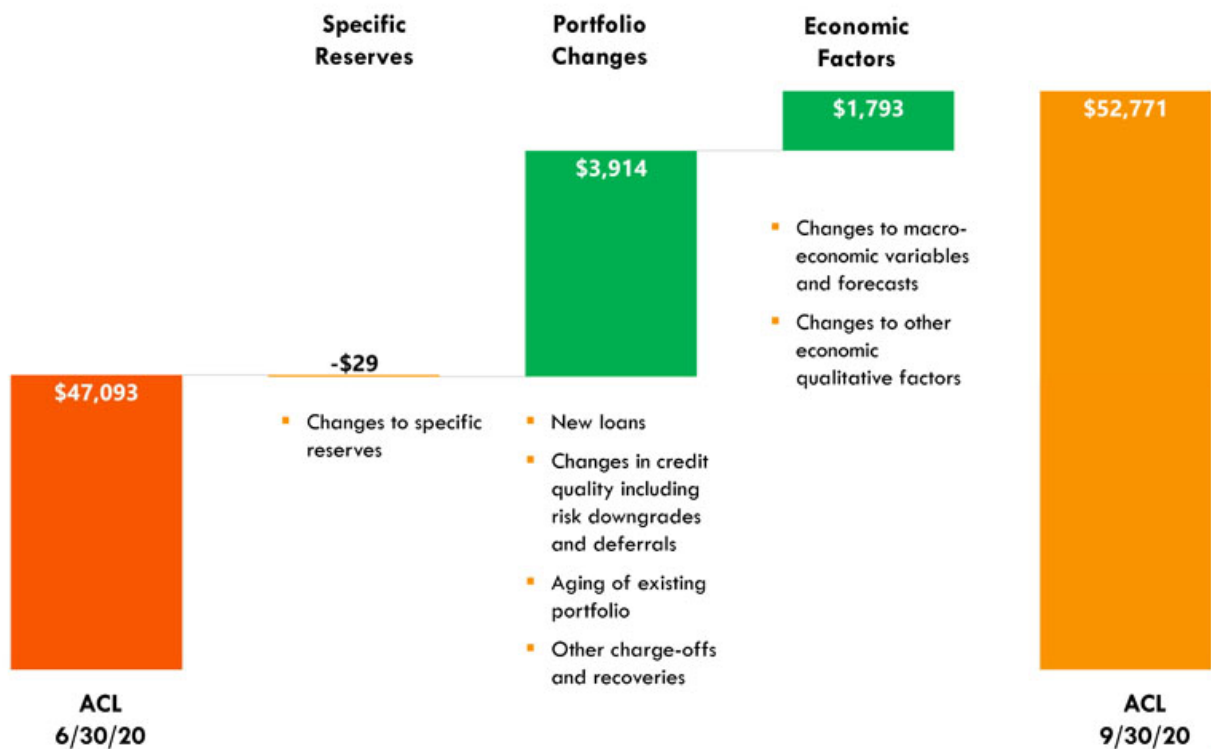 Specific
Reserves
Portfolio
Changes
Economic
Factors
$47,093
-$29
$3,914
$1,793
$52,771
▪ Changes to specific
reserves
▪ New loans
▪ Changes in credit
quality including
risk downgrades
and deferrals
▪ Aging of existing
portfolio
▪ Other charge-offs
and recoveries
▪ Changes to macro-
economic variables
and forecasts
▪ Changes to other
economic
qualitative factors
ACL
6/30/20
ACL
9/30/20